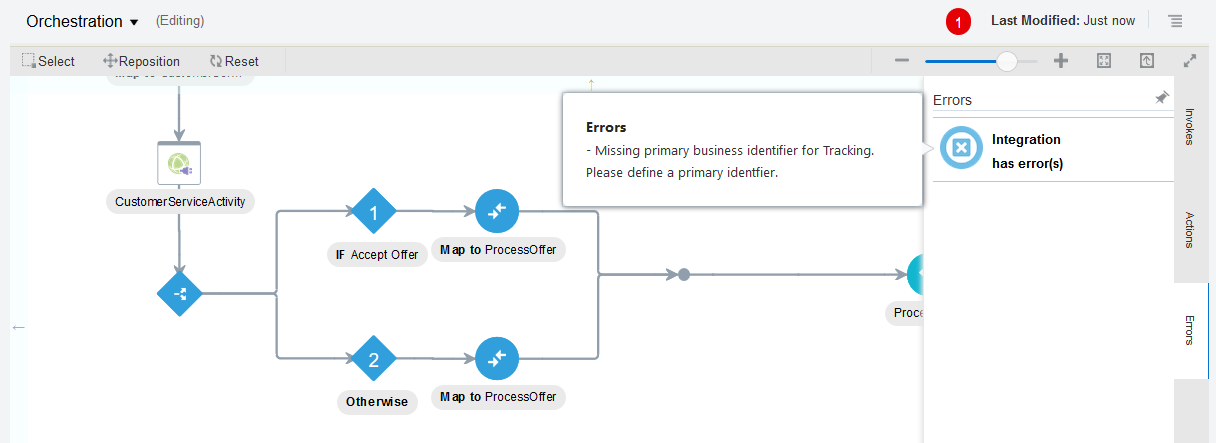 Orchestration (Editing)
1 Last Modified: Just now
Select Reposition Reset
Errors
- Missing primary business identifier for Tracking.
Please define a primary identfier.
Errors
Integration
has error(s)
Invokes
Actions
Errors
CustomerServiceActivity
1
IF Accept Offer
Map to ProcessOffer
2
Otherwise
Map to ProcessOffer
Proce